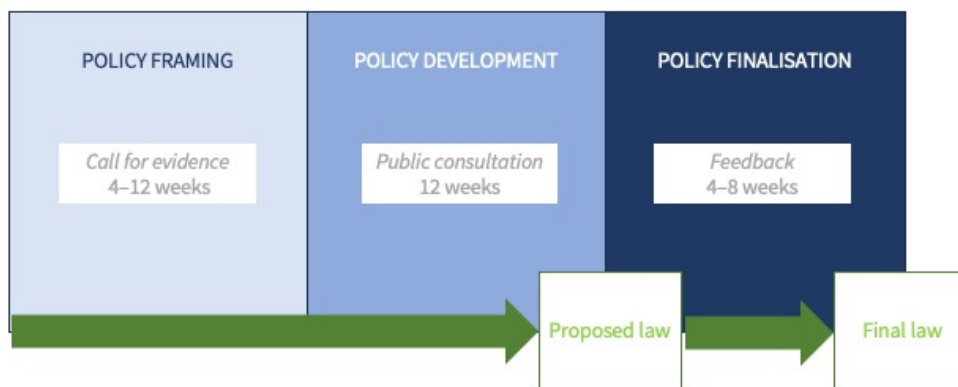 POLICY FRAMING
POLICY DEVELOPMENT
POLICY FINALISATION
Call for evidence
4–12 weeks
Public consultation
12 weeks
Feedback
4–8 weeks
Proposed law
Final law